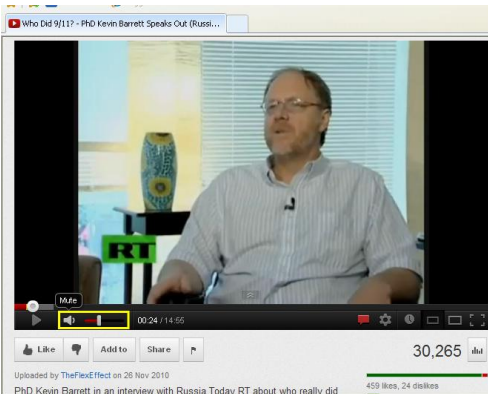 Who Did 9/11? - PhD Kevin Barrett Speaks Out (Russi...
RT
Mute
00:24 / 14:55
Like
Add to
Share
30,265
Uploaded by TheFlexEffect on 26 Nov 2010
459 likes, 24 dislikes
PhD Kevin Barrett in an interview with Russia Today RT about who really did